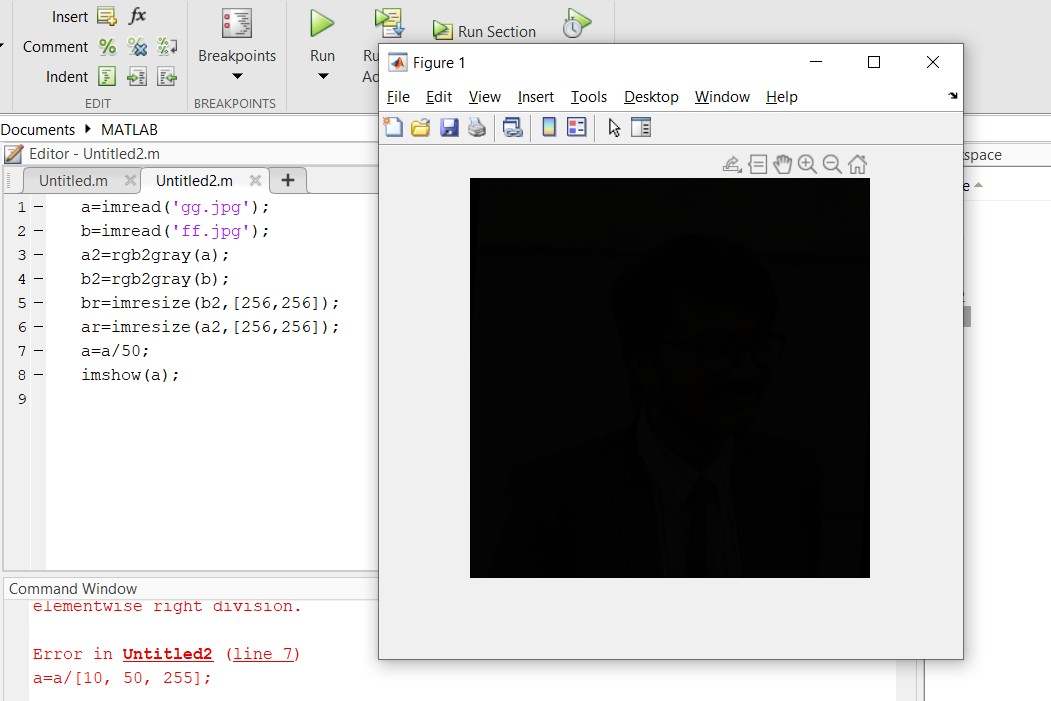 Insert fx
Comment
Indent
EDIT
Breakpoints
BREAKPOINTS
Run
Run Section
Documents MATLAB
Editor - Untitled2.m
Untitled.m Untitled2.m
1 a=imread('gg.jpg');
2 b=imread('ff.jpg');
3 a2=rgb2gray(a);
4 b2=rgb2gray(b);
5 br=imresize(b2,[256,256]);
6 ar=imresize(a2,[256,256]);
7 a=a/50;
8 imshow(a);
9
Command Window
elementwise right division.
Error in Untitled2 (line 7)
a=a/[10, 50, 255];
Figure 1
File Edit View Insert Tools Desktop Window Help
space